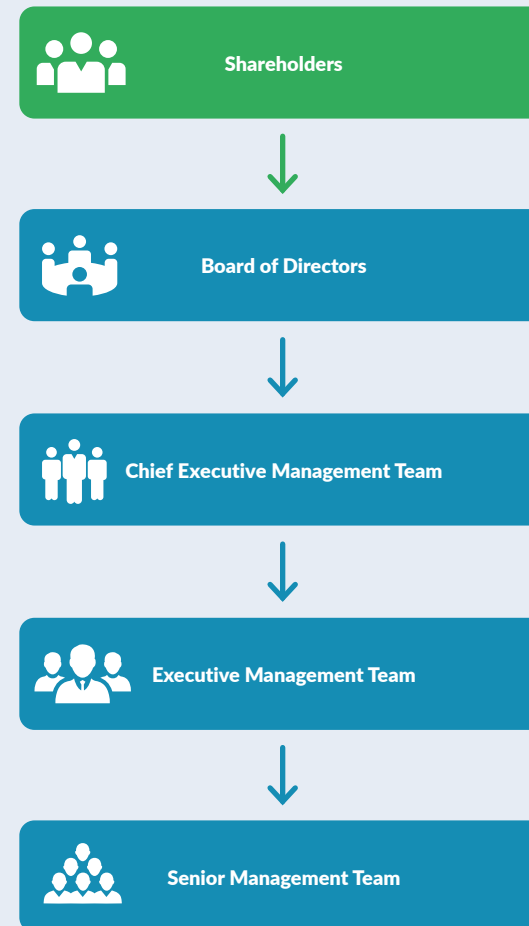 Shareholders
Board of Directors
Chief Executive Management Team
Executive Management Team
Senior Management Team